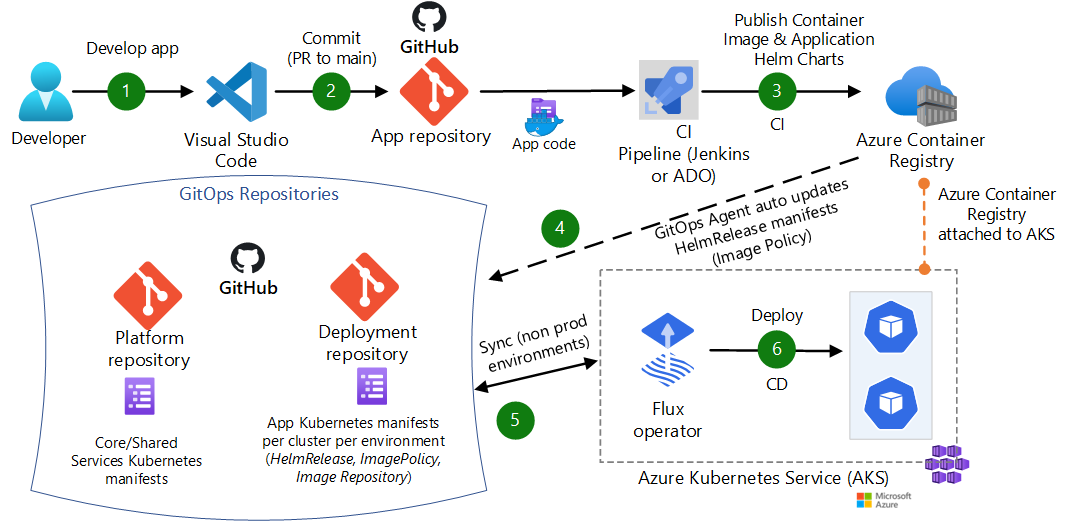 Develop app
1
Developer
Visual Studio
Code
Commit
(PR to main)
2
GitHub
App repository
App code
CI
Pipeline (Jenkins
or ADO)
Publish Container
Image & Application
Helm Charts
3
CI
Azure Container
Registry
GitOps Agent auto updates
HelmRelease manifests
(Image Policy)
4
Azure Container
Registry
attached to AKS
GitOps Repositories
GitHub
Platform
repository
Core/Shared
Services Kubernetes
manifests
Deployment
repository
App Kubernetes manifests
per cluster per environment
(HelmRelease, ImagePolicy,
Image Repository)
Sync (non prod
environments)
5
Flux
operator
Deploy
6
CD
Azure Kubernetes Service (AKS)
Microsoft
Azure